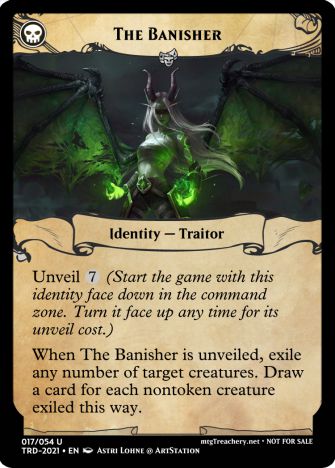 The Banisher
Identity — Traitor
Unveil 7 (Start the game with this
identity face down in the command
zone. Turn it face up any time for its
unveil cost.)
When The Banisher is unveiled, exile
any number of target creatures. Draw
a card for each nontoken creature
exiled this way.
017/054 U
TRD-2021 • EN Astri Lohne @ ArtStation
mtgTreachery.net • NOT FOR SALE